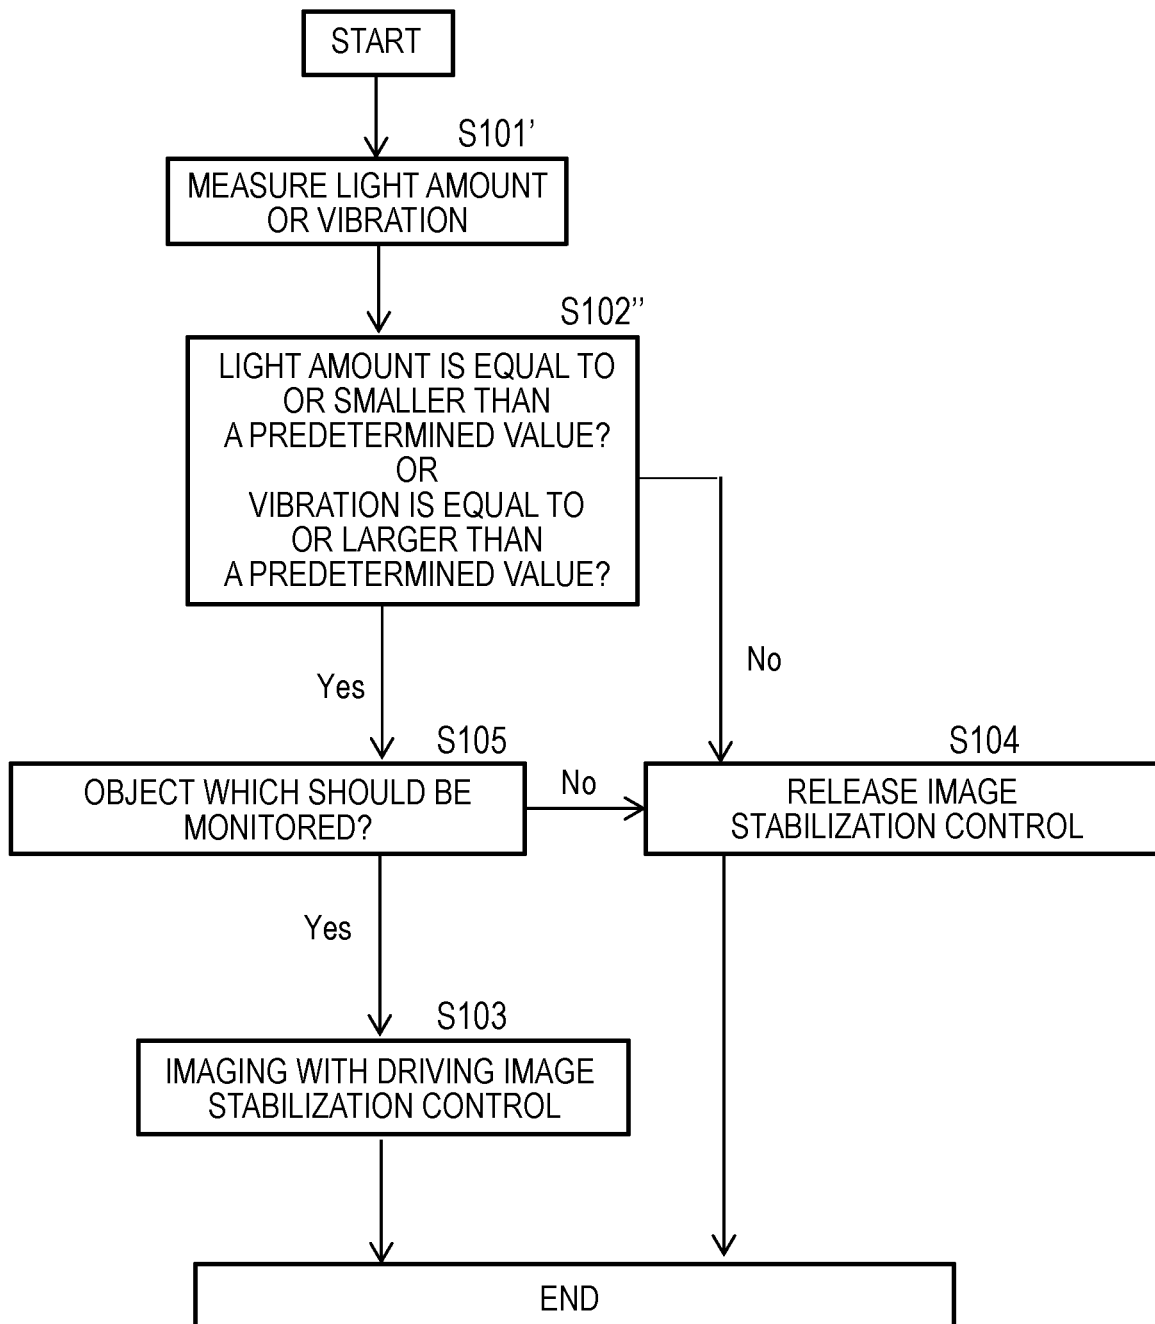 START
S101’
MEASURE LIGHT AMOUNT
OR VIBRATION
S102’’
LIGHT AMOUNT IS EQUAL TO
OR SMALLER THAN
A PREDETERMINED VALUE?
OR
VIBRATION IS EQUAL TO
OR LARGER THAN
A PREDETERMINED VALUE?
No
Yes
S105
S104
OBJECT WHICH SHOULD BE
MONITORED?
No
RELEASE IMAGE
STABILIZATION CONTROL
Yes
S103
IMAGING WITH DRIVING IMAGE
STABILIZATION CONTROL
END